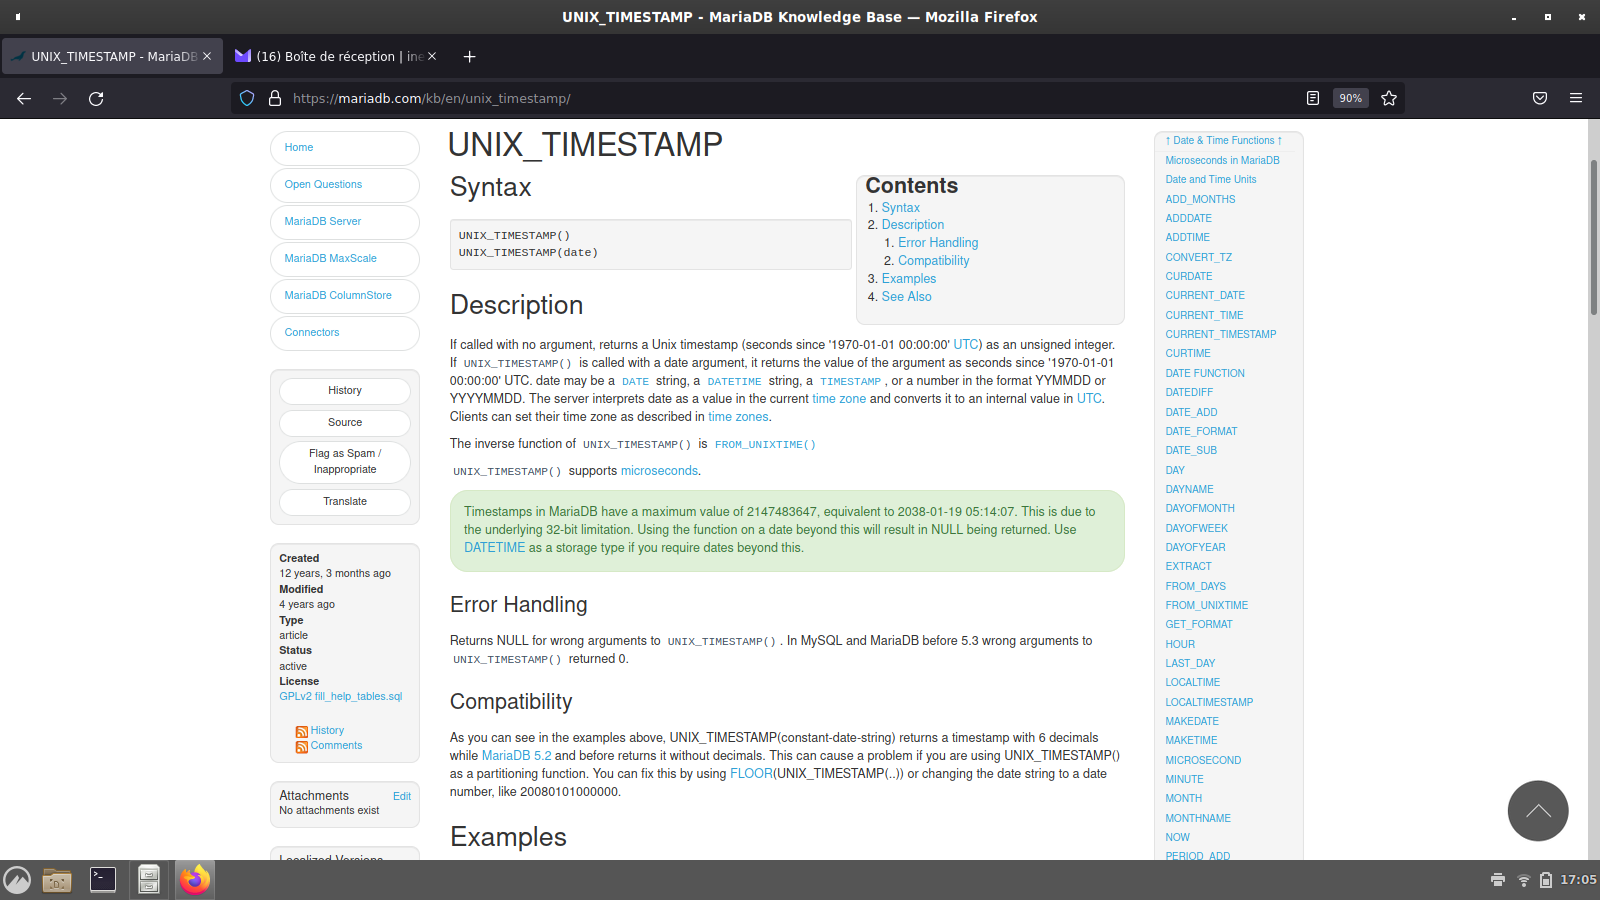 UNIX_TIMESTAMP - MariaDB Knowledge Base — Mozilla Firefox
UNIX_TIMESTAMP - MariaDB
(16) Boîte de réception | ine
https://mariadb.com/kb/en/unix_timestamp/
90%
Home
Open Questions
MariaDB Server
MariaDB MaxScale
MariaDB ColumnStore
Connectors
History
Source
Flag as Spam /
Inappropriate
Translate
Created
12 years, 3 months ago
Modified
4 years ago
Type
article
Status
active
License
GPLv2 fill_help_tables.sql
History
Comments
Attachments Edit
No attachments exist
Localized Versions
UNIX_TIMESTAMP
Syntax
UNIX_TIMESTAMP()
UNIX_TIMESTAMP(date)
Contents
1. Syntax
2. Description
1. Error Handling
2. Compatibility
3. Examples
4. See Also
Description
If called with no argument, returns a Unix timestamp (seconds since '1970-01-01 00:00:00' UTC) as an unsigned integer.
If UNIX_TIMESTAMP() is called with a date argument, it returns the value of the argument as seconds since '1970-01-01
00:00:00' UTC. date may be a DATE string, a DATETIME string, a TIMESTAMP , or a number in the format YYMMDD or
YYYYMMDD. The server interprets date as a value in the current time zone and converts it to an internal value in UTC.
Clients can set their time zone as described in time zones.
The inverse function of UNIX_TIMESTAMP() is FROM_UNIXTIME()
UNIX_TIMESTAMP() supports microseconds.
Timestamps in MariaDB have a maximum value of 2147483647, equivalent to 2038-01-19 05:14:07. This is due to
the underlying 32-bit limitation. Using the function on a date beyond this will result in NULL being returned. Use
DATETIME as a storage type if you require dates beyond this.
Error Handling
Returns NULL for wrong arguments to UNIX_TIMESTAMP() . In MySQL and MariaDB before 5.3 wrong arguments to
UNIX_TIMESTAMP() returned 0.
Compatibility
As you can see in the examples above, UNIX_TIMESTAMP(constant-date-string) returns a timestamp with 6 decimals
while MariaDB 5.2 and before returns it without decimals. This can cause a problem if you are using UNIX_TIMESTAMP()
as a partitioning function. You can fix this by using FLOOR(UNIX_TIMESTAMP(..)) or changing the date string to a date
number, like 20080101000000.
Examples
↑ Date & Time Functions ↑
Microseconds in MariaDB
Date and Time Units
ADD_MONTHS
ADDDATE
ADDTIME
CONVERT_TZ
CURDATE
CURRENT_DATE
CURRENT_TIME
CURRENT_TIMESTAMP
CURTIME
DATE FUNCTION
DATEDIFF
DATE_ADD
DATE_FORMAT
DATE_SUB
DAY
DAYNAME
DAYOFMONTH
DAYOFWEEK
DAYOFYEAR
EXTRACT
FROM_DAYS
FROM_UNIXTIME
GET_FORMAT
HOUR
LAST_DAY
LOCALTIME
LOCALTIMESTAMP
MAKEDATE
MAKETIME
MICROSECOND
MINUTE
MONTH
MONTHNAME
NOW
PERIOD_ADD
17:05